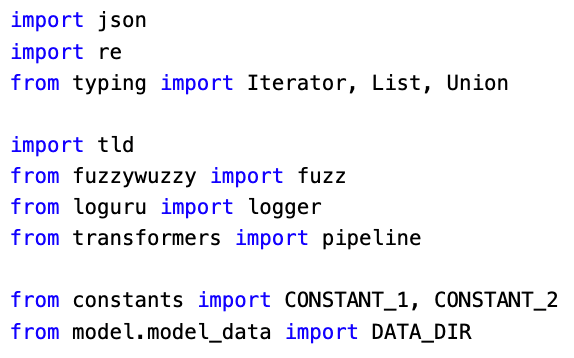 import json
import re
from typing import Iterator, List, Union
import tld
from fuzzywuzzy import fuzz
from loguru import logger
from transformers import pipeline
from constants import CONSTANT_1, CONSTANT_2
from model.model_data import DATA_DIR